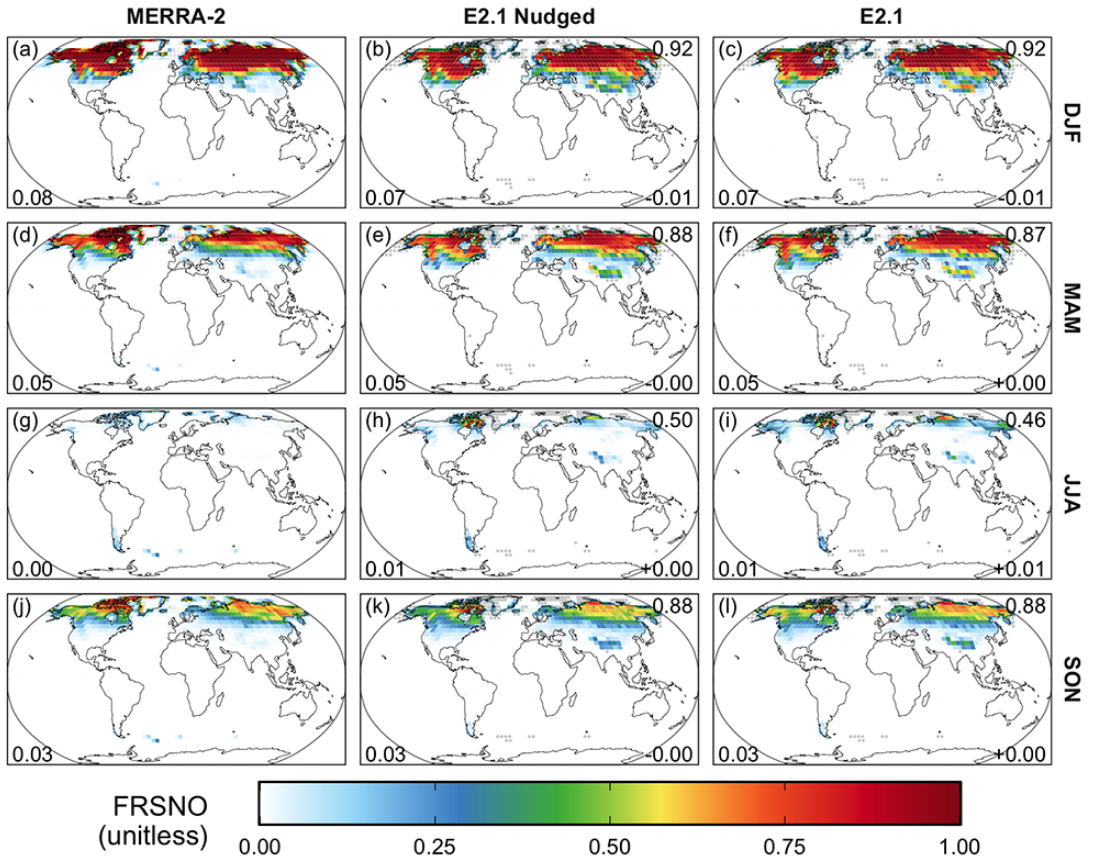 MERRA-2 E2.1 Nudged E2.1
(a) (b) 0.92 (c) 0.92
DJF
0.08 0.07 -0.01 0.07 -0.01
(d) (e) 0.88 (f) 0.87
MAM
0.05 0.05 -0.00 0.05 +0.00
(g) (h) 0.50 (i) 0.46
JJA
0.00 0.01 +0.00 0.01 +0.01
(j) (k) 0.88 (l) 0.88
SON
0.03 0.03 -0.00 0.03 +0.00
FRSNO
(unitless)
0.00 0.25 0.50 0.75 1.00